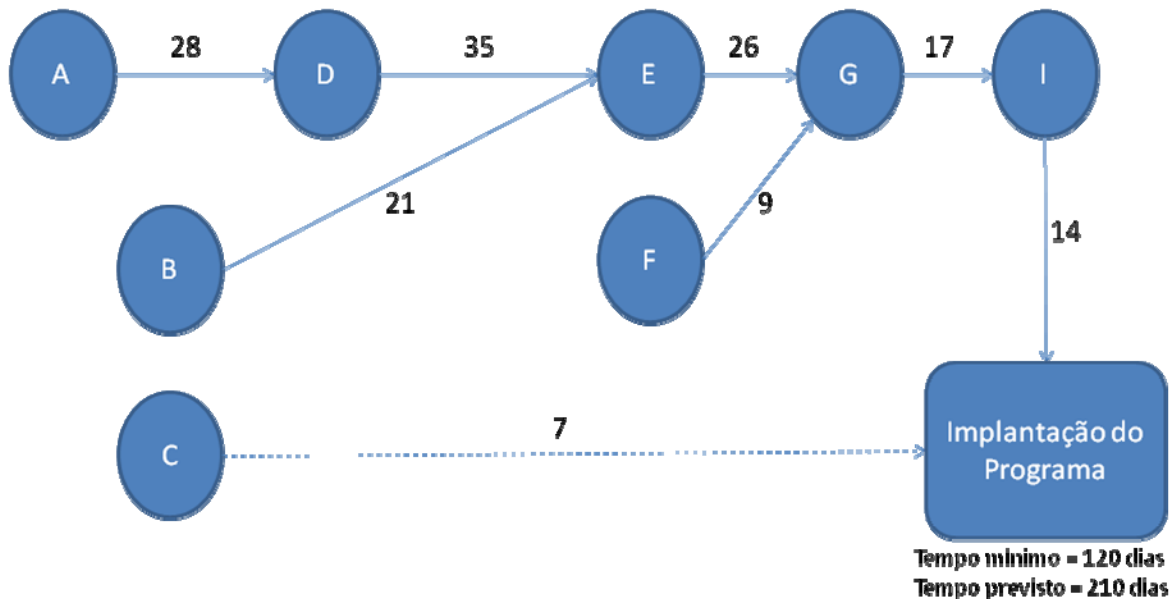 28
35
26
17
A
D
E
G
I
21
9
14
B
F
7
C
Implantação do
Programa
Tempo mínimo = 120 dias
Tempo previsto = 210 dias